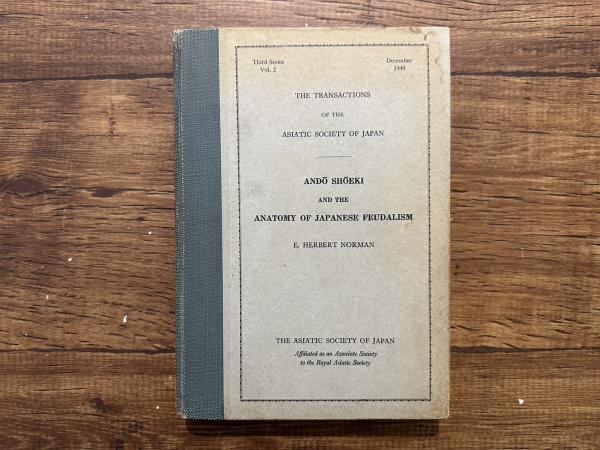 Third Series
Vol. 2
December
1949
THE TRANSACTIONS
OF THE
ASIATIC SOCIETY OF JAPAN
ANDŌ SHŌEKI
AND THE
ANATOMY OF JAPANESE FEUDALISM
E. HERBERT NORMAN
THE ASIATIC SOCIETY OF JAPAN
Affiliated as an Associate Society
to the Royal Asiatic Society